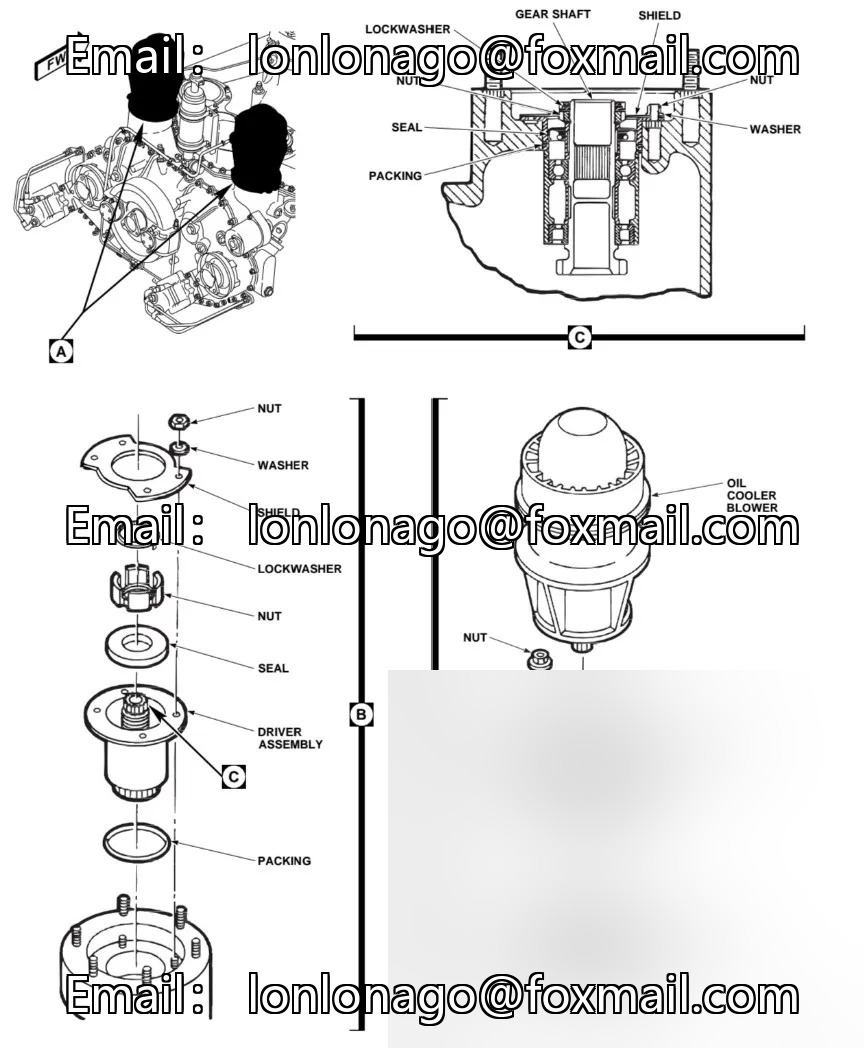 GEAR SHAFT
SHIELD
LOCKWASHER
FW
Email: lonlonago@foxmail.com
NUT
NUT
SEAL
WASHER
PACKING
A
C
NUT
WASHER
SHIELD
OIL
COOLER
BLOWER
Email: lonlonago@foxmail.com
LOCKWASHER
NUT
NUT
SEAL
B
DRIVER
ASSEMBLY
C
PACKING
Email: lonlonago@foxmail.com